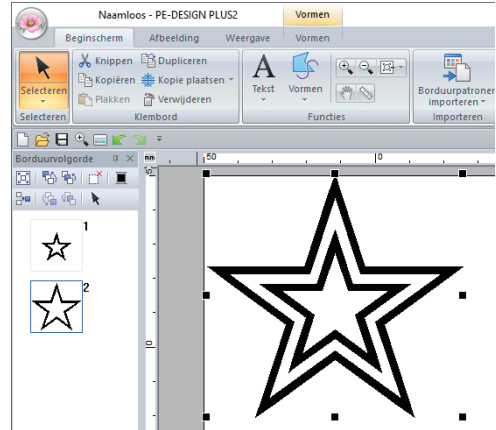 Naamloos - PE-DESIGN PLUS2 Vormen
Beginscherm Afbeelding Weergave Vormen
Selecteren
Knippen Dupliceren
Kopiëren Kopie plaatsen
Plakken Verwijderen
Tekst Vormen
Borduurpatronen
importeren
Selecteren Klembord Functies Importeren
Borduurvolgorde
mm 50 0
1
2
0